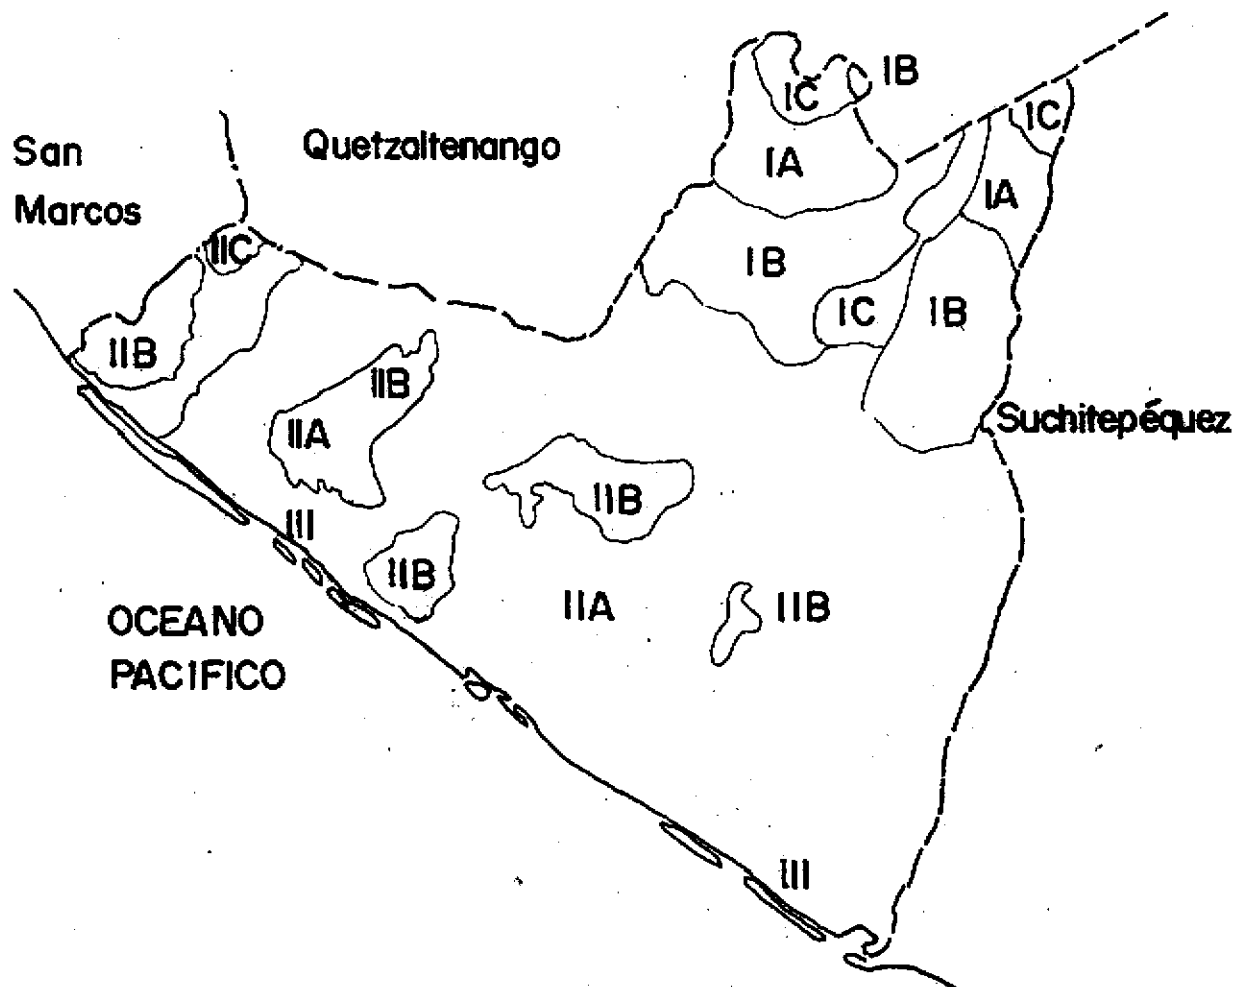 IB
IC
IC
San
Marcos
Quetzaltenango
IA
IA
IIC
IB
IC
IB
IIB
IIB
IIA
Suchitepéquez
IIB
III
IIB
IIA
IIB
OCEANO
PACIFICO
III